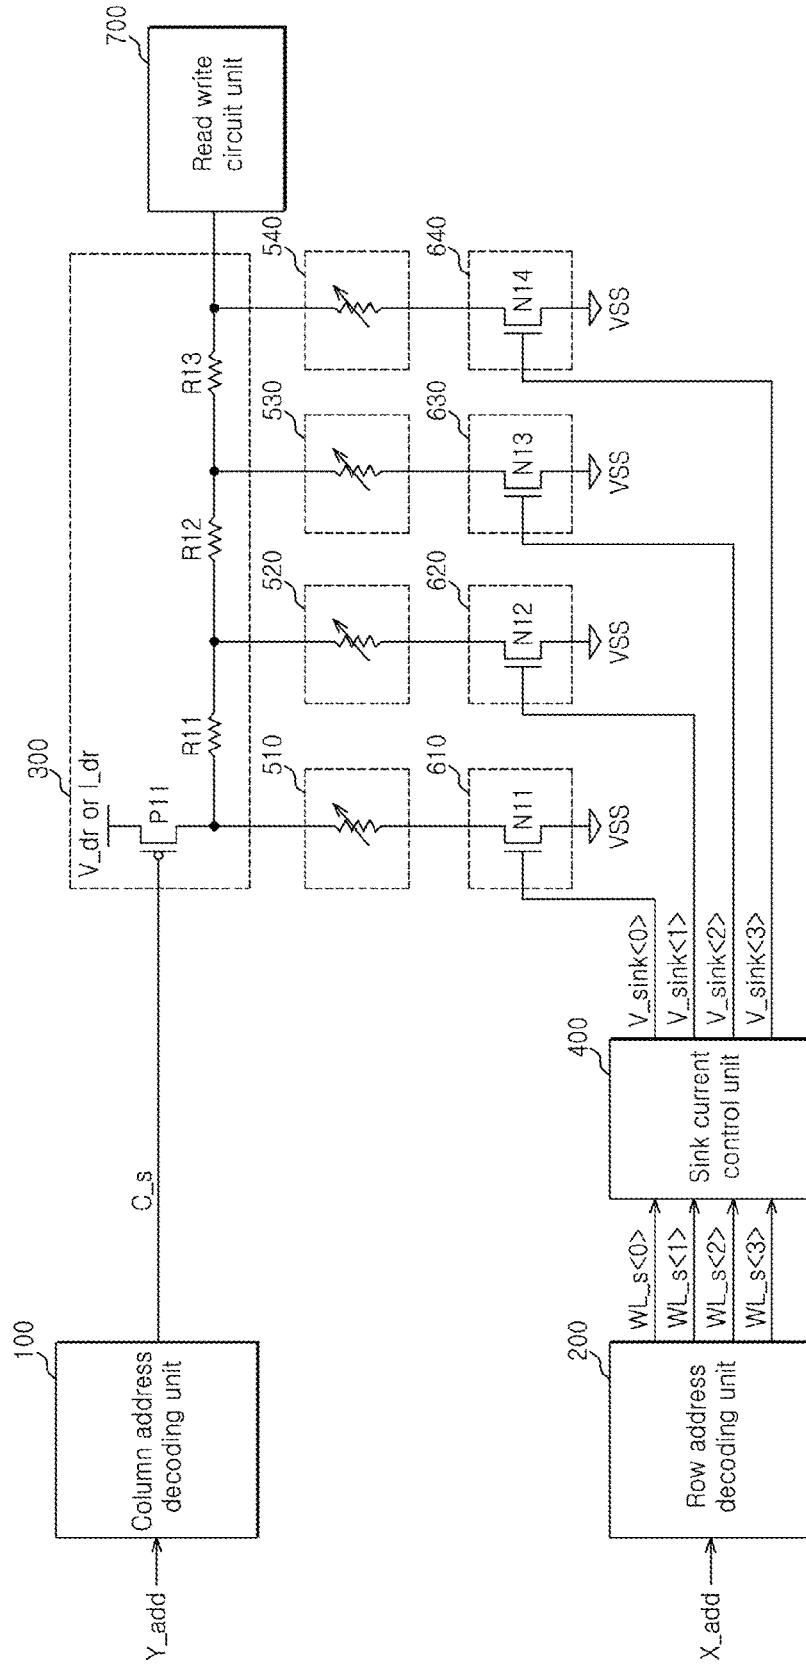 700
Read write
circuit unit
300
V_dr or I_dr
P11
R11
R12
R13
C_s
100
Column address
decoding unit
Y_add
510
520
530
540
610
620
630
640
N11
N12
N13
N14
VSS
VSS
VSS
VSS
X_add
200
Row address
decoding unit
WL_s<0>
WL_s<1>
WL_s<2>
WL_s<3>
400
Sink current
control unit
V_sink<0>
V_sink<1>
V_sink<2>
V_sink<3>